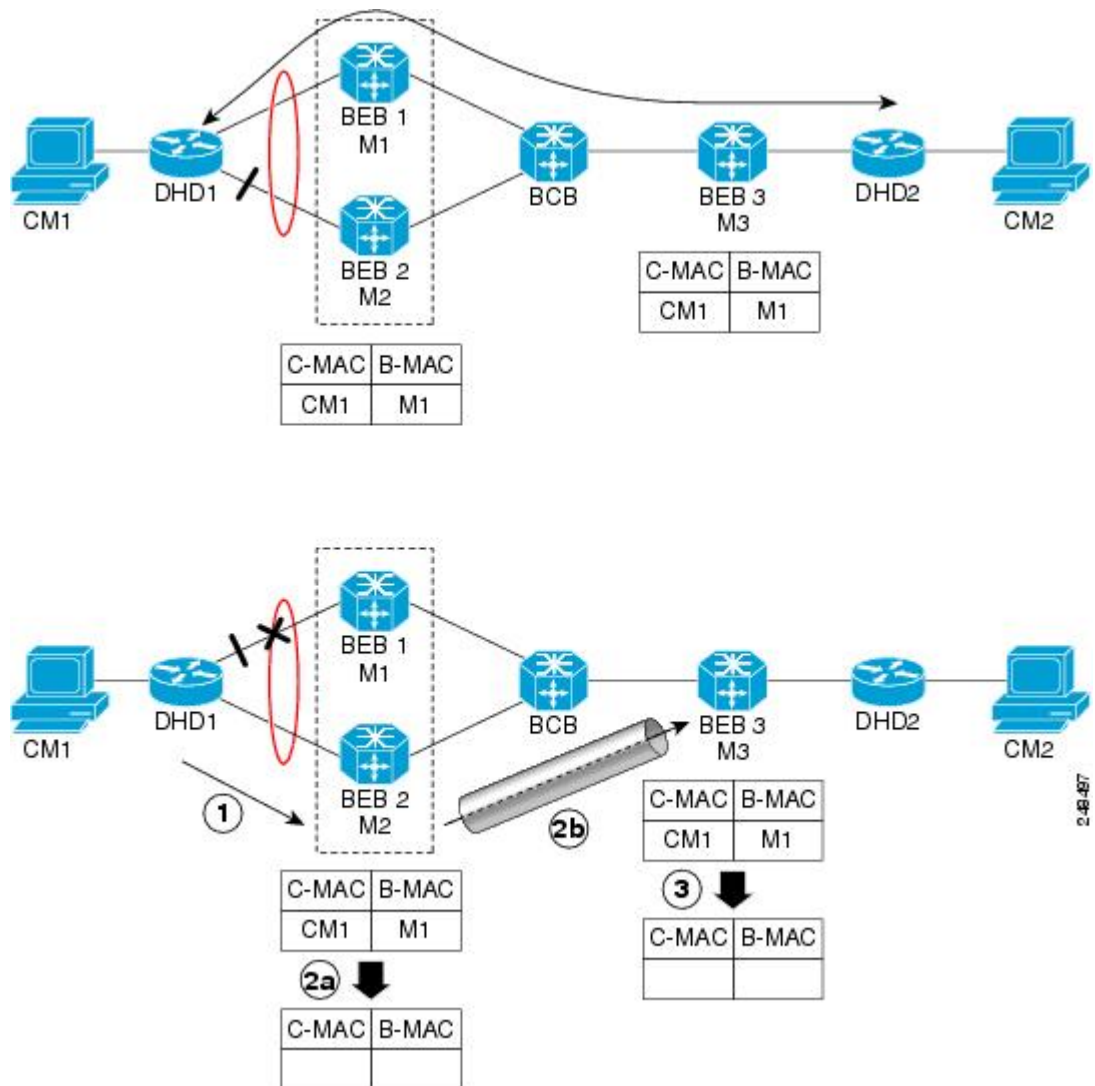 BEB 1
M1
CM1
DHD1
BCB
BEB 3
M3
DHD2
CM2
BEB 2
M2
C-MAC B-MAC
CM1 M1
C-MAC B-MAC
CM1 M1
BEB 1
M1
CM1
DHD1
BCB
BEB 3
M3
DHD2
CM2
BEB 2
M2
1
2b
C-MAC B-MAC
CM1 M1
3
C-MAC B-MAC
C-MAC B-MAC
CM1 M1
2a
C-MAC B-MAC
249497